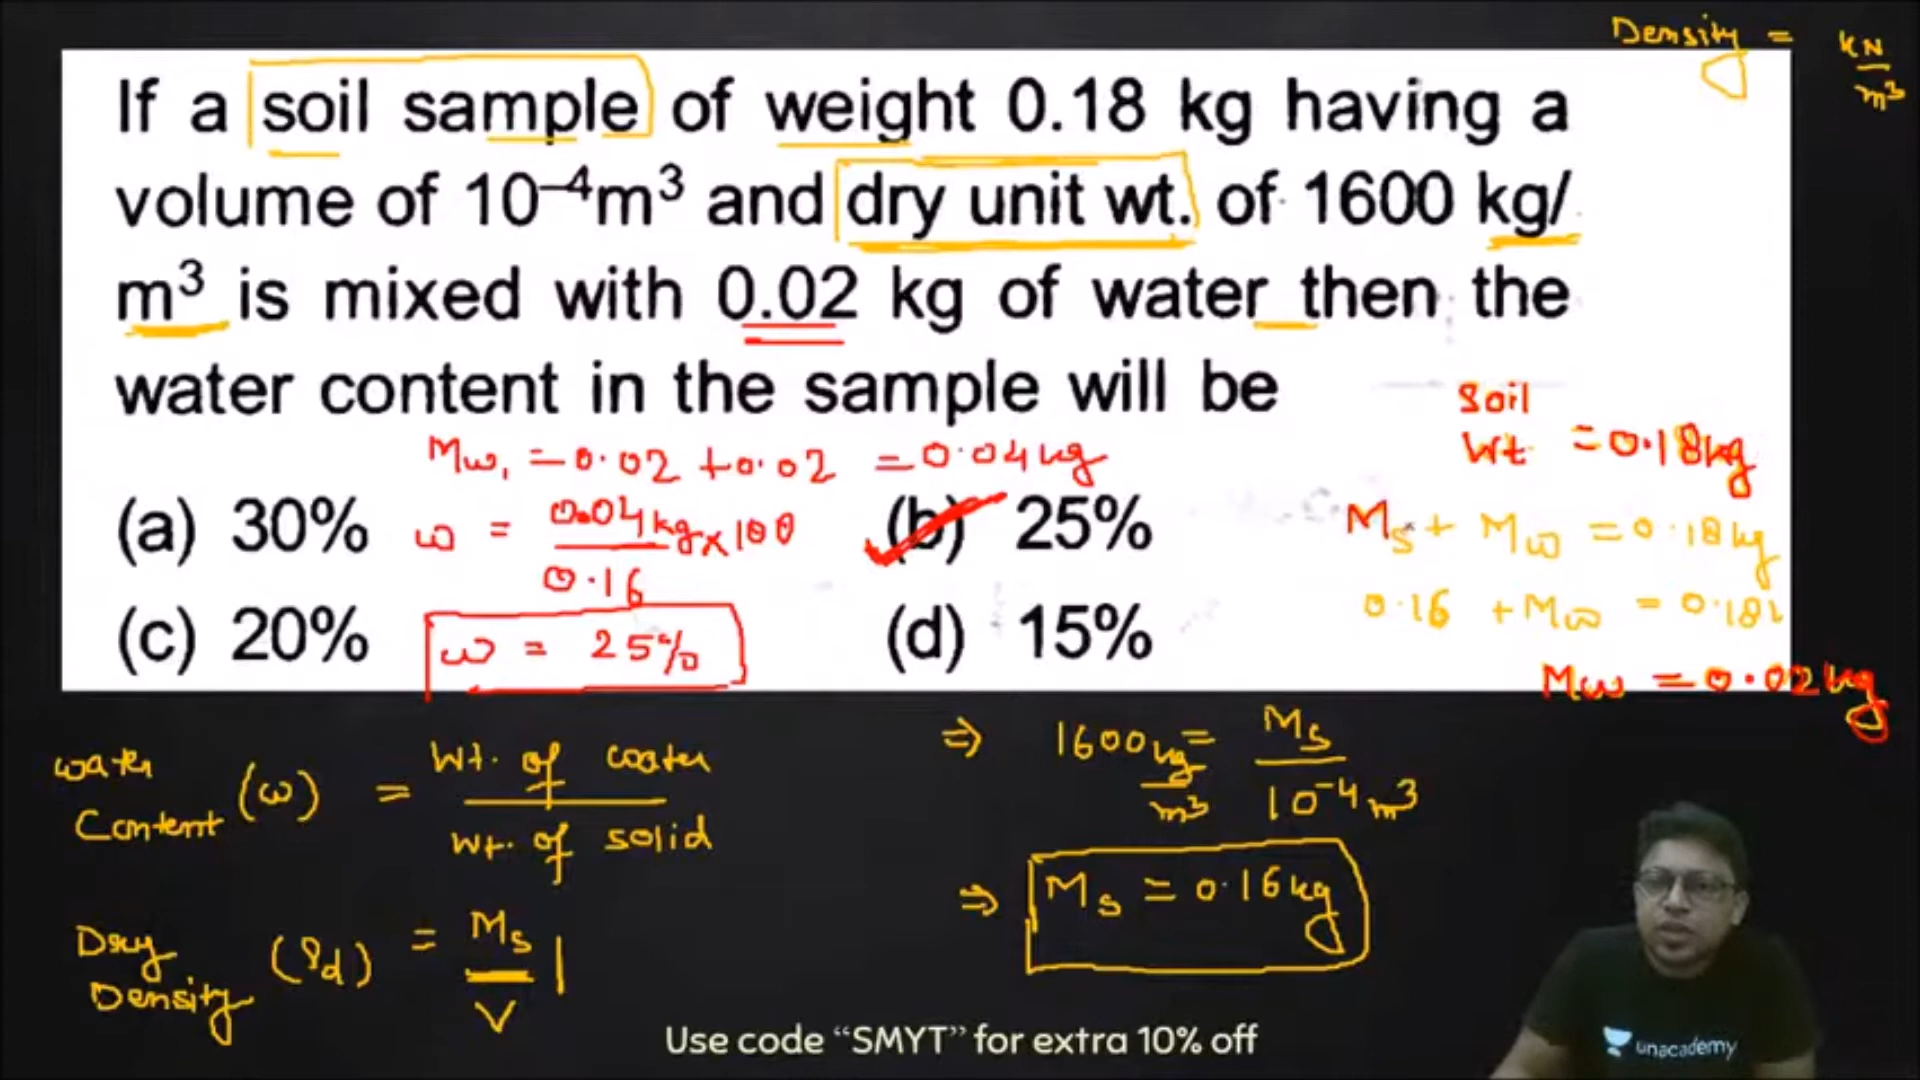 Density = kN/m³
If a soil sample of weight 0.18 kg having a
volume of 10⁻⁴m³ and dry unit wt. of 1600 kg/
m³ is mixed with 0.02 kg of water then the
water content in the sample will be
Soil
Wt = 0.18kg
Mw₁ = 0.02 + 0.02 = 0.04kg
(a) 30%
(b) 25%
w = 0.04kg/0.16 × 100
Ms + Mw = 0.18kg
0.16 + Mw = 0.18
(c) 20%
(d) 15%
w = 25%
Mw = 0.02kg
water
Content (w) = Wt. of water / Wt. of solid
⇒ 1600 kg/m³ = Ms / 10⁻⁴ m³
⇒ Ms = 0.16kg
Dry
Density (ρd) = Ms / V
Use code “SMYT” for extra 10% off
unacademy